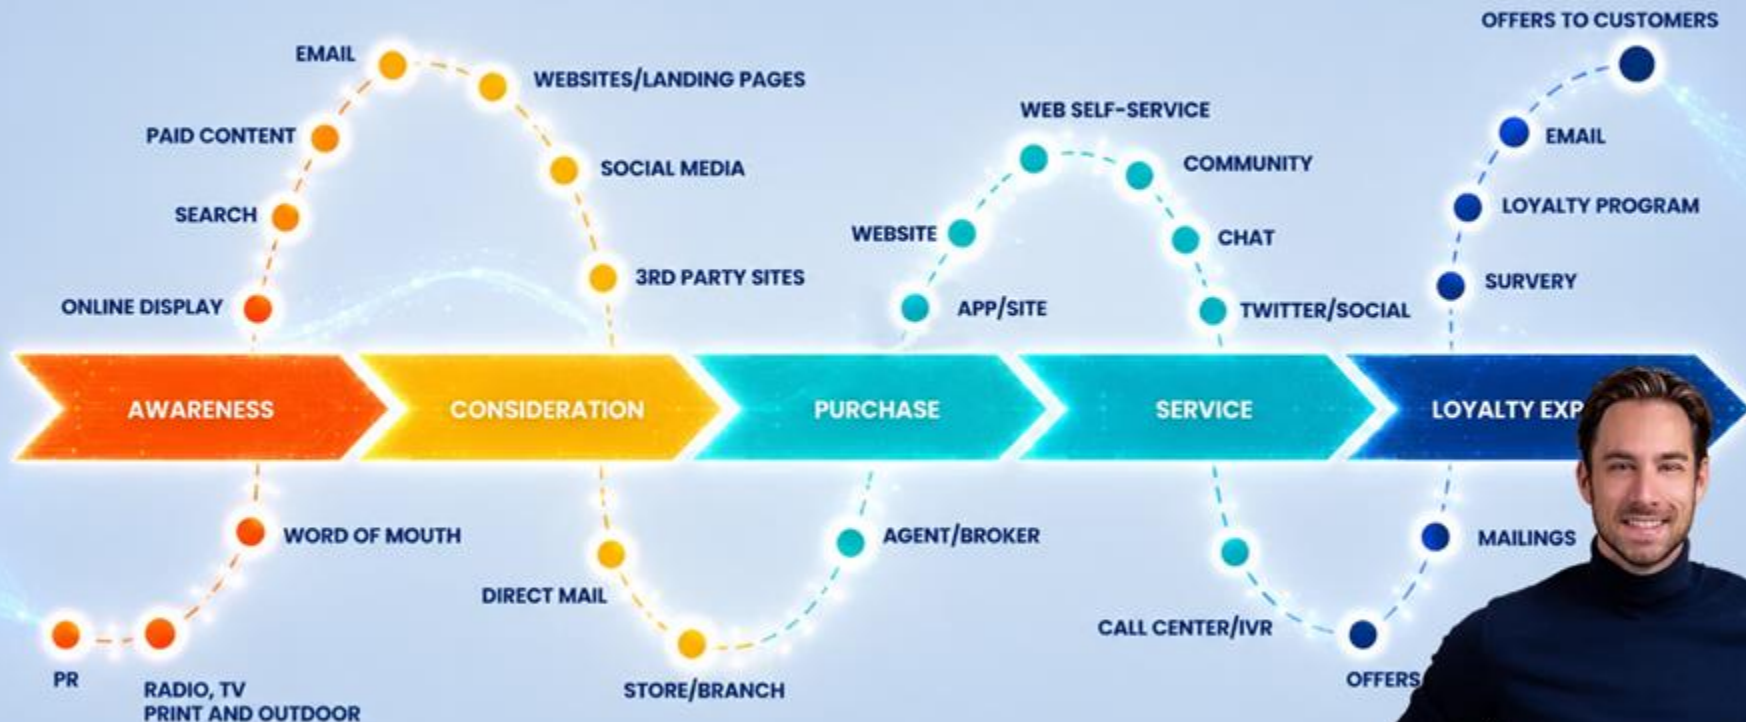 OFFERS TO CUSTOMERS
EMAIL
WEBSITES/LANDING PAGES
WEB SELF-SERVICE
PAID CONTENT
EMAIL
SOCIAL MEDIA
COMMUNITY
SEARCH
LOYALTY PROGRAM
WEBSITE
CHAT
3RD PARTY SITES
SURVERY
ONLINE DISPLAY
APP/SITE
TWITTER/SOCIAL
AWARENESS
CONSIDERATION
PURCHASE
SERVICE
LOYALTY EXP
WORD OF MOUTH
AGENT/BROKER
MAILINGS
DIRECT MAIL
CALL CENTER/IVR
PR
RADIO, TV
PRINT AND OUTDOOR
STORE/BRANCH
OFFERS